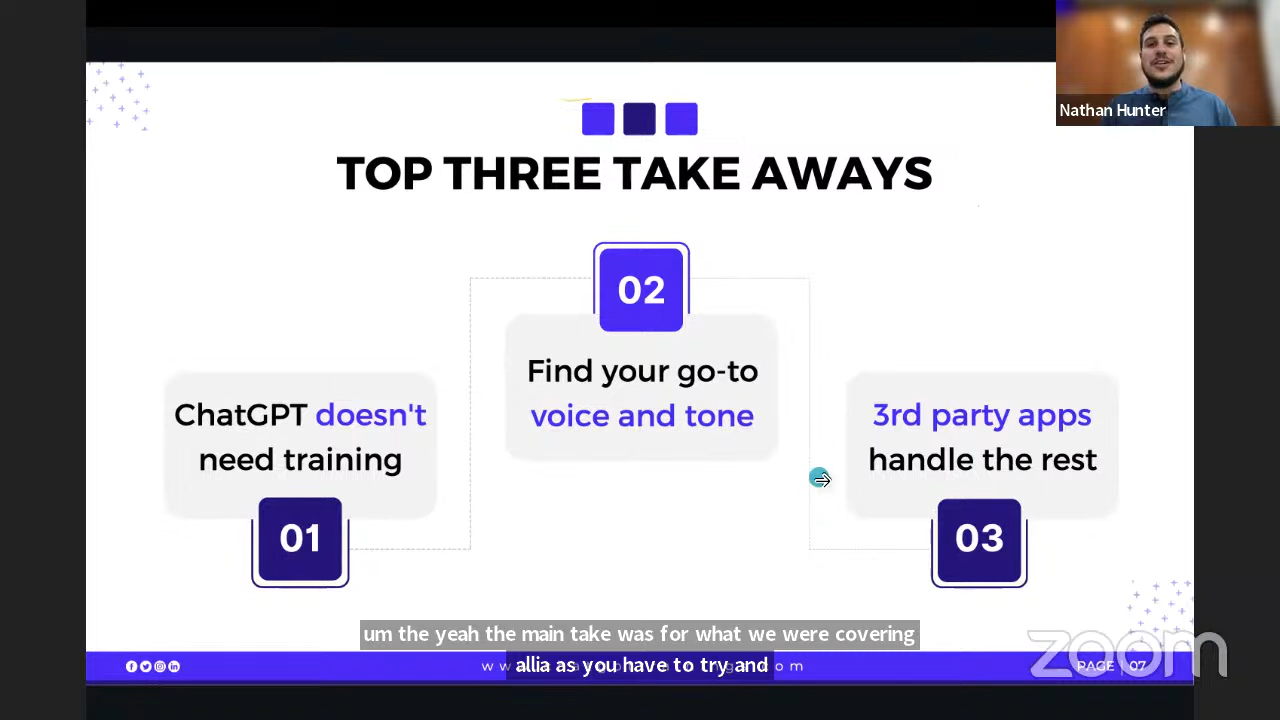 Nathan Hunter
TOP THREE TAKE AWAYS
02
Find your go-to
voice and tone
ChatGPT doesn't
need training
01
3rd party apps
handle the rest
03
um the yeah the main take was for what we were covering
allia as you have to try and
PAGE | 07
zoom